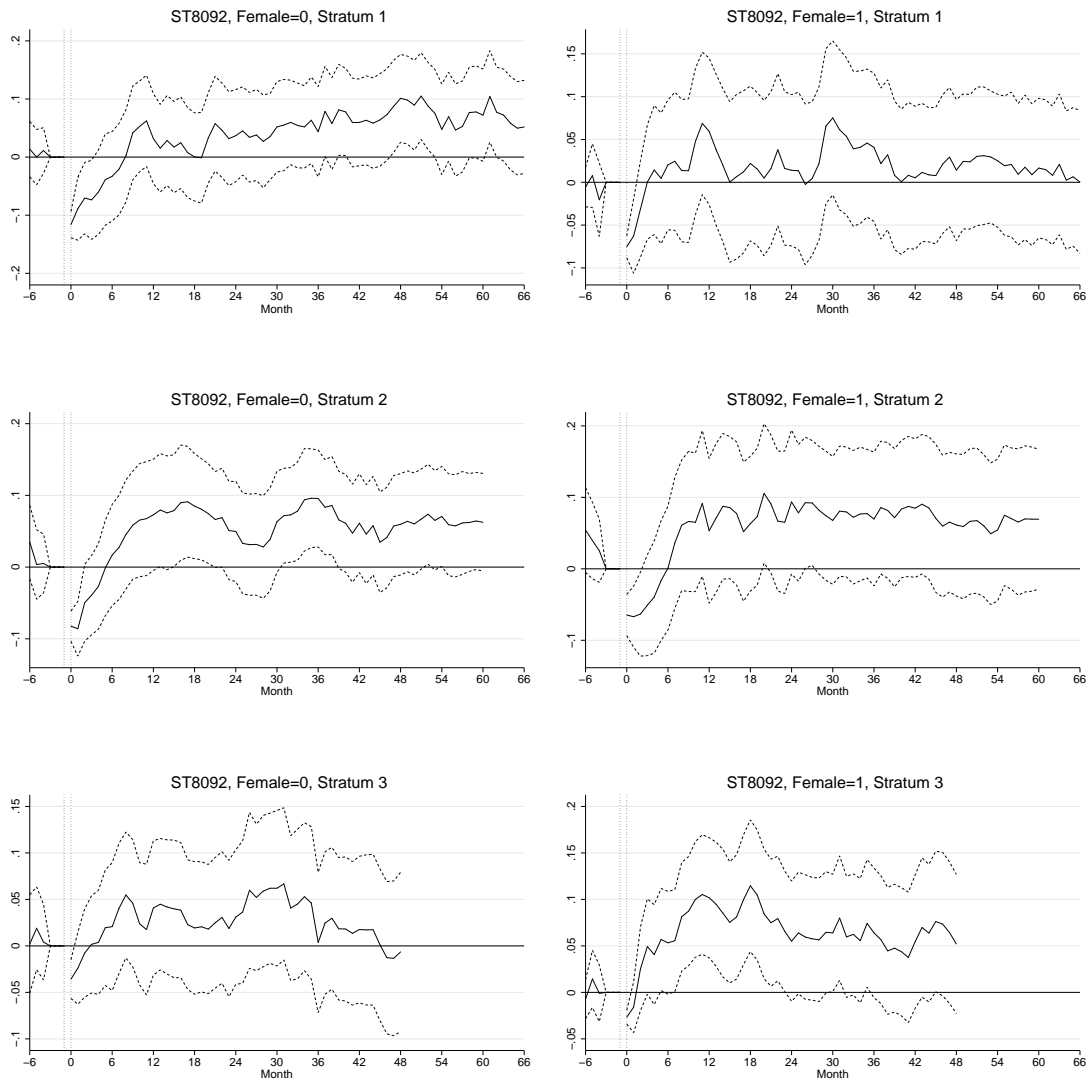 ST8092, Female=0, Stratum 1
.2
.1
0
-.1
-.2
-6 0 6 12 18 24 30 36 42 48 54 60 66
Month
ST8092, Female=1, Stratum 1
.15
.1
.05
0
-.05
-.1
-6 0 6 12 18 24 30 36 42 48 54 60 66
Month
ST8092, Female=0, Stratum 2
.2
.1
0
-.1
-6 0 6 12 18 24 30 36 42 48 54 60 66
Month
ST8092, Female=1, Stratum 2
.2
.1
0
-.1
-6 0 6 12 18 24 30 36 42 48 54 60 66
Month
ST8092, Female=0, Stratum 3
.15
.1
.05
0
-.05
-.1
-6 0 6 12 18 24 30 36 42 48 54 60 66
Month
ST8092, Female=1, Stratum 3
.2
.15
.1
.05
0
-.05
-6 0 6 12 18 24 30 36 42 48 54 60 66
Month